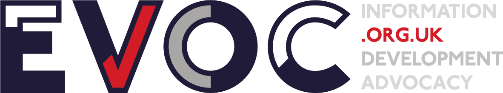 EVOC
INFORMATION
.ORG.UK
DEVELOPMENT
ADVOCACY